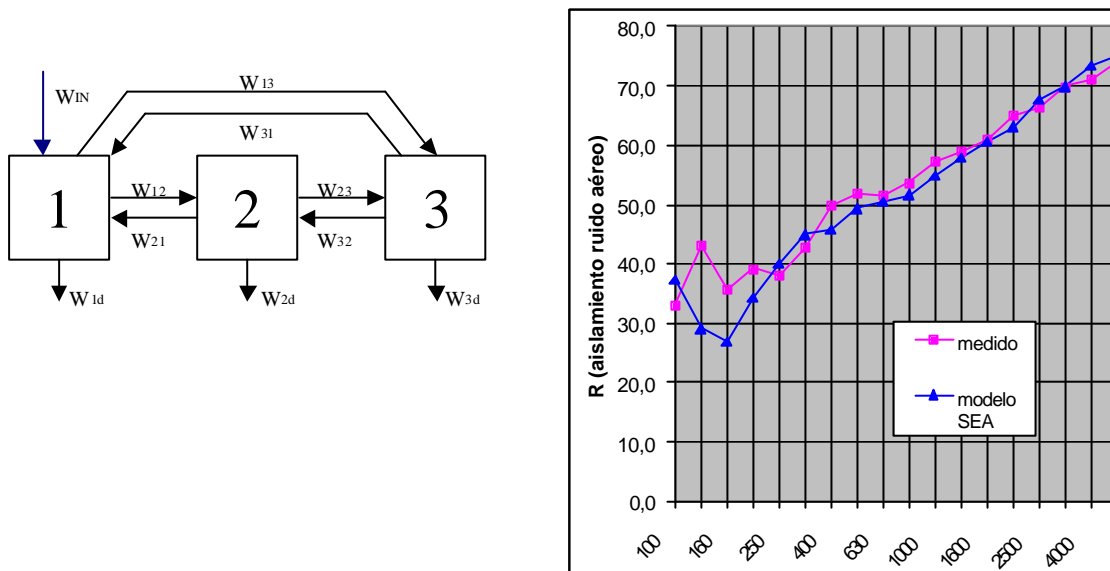 W13
WIN
W31
W12
W23
1
2
3
W21
W32
W1d
W2d
W3d
R (aislamiento ruido aéreo)
80,0
70,0
60,0
50,0
40,0
30,0
20,0
10,0
0,0
medido
modelo
SEA
100
160
250
400
630
1000
1600
2500
4000